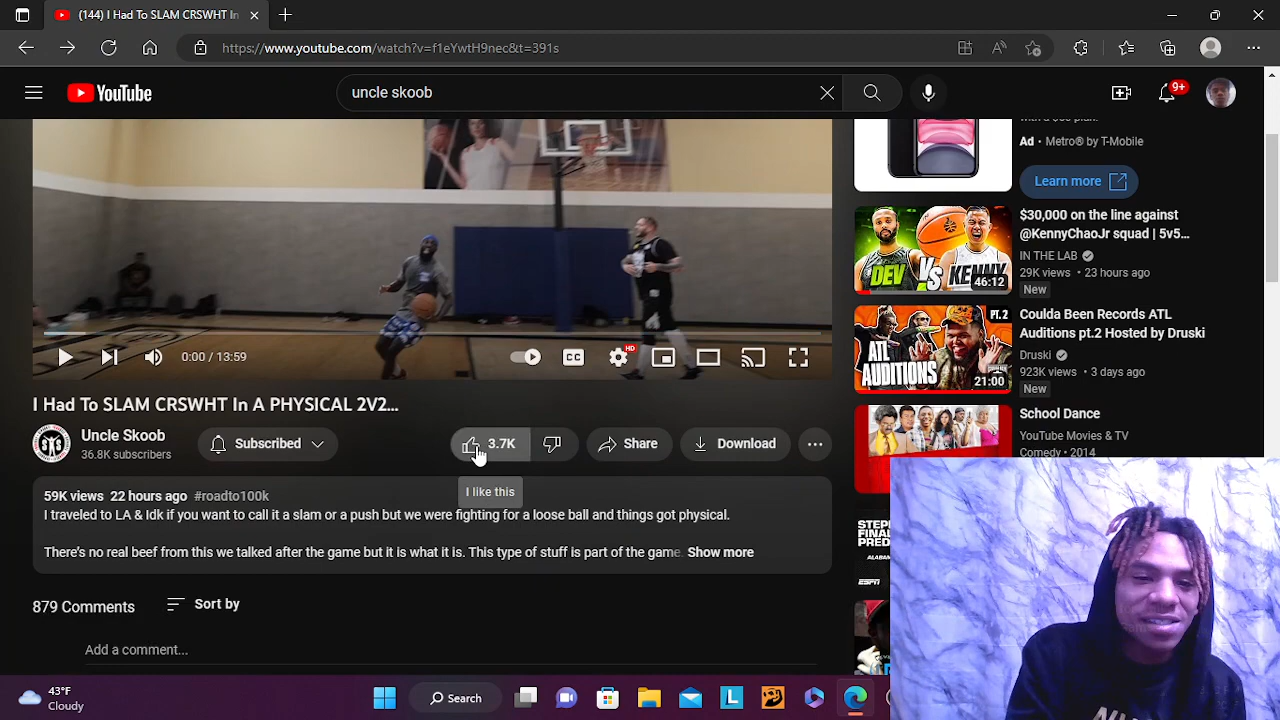 (144) I Had To SLAM CRSWHT In
https://www.youtube.com/watch?v=f1eYwtH9nec&t=391s
YouTube
uncle skoob
9+
Ad • Metro® by T-Mobile
Learn more
$30,000 on the line against
@KennyChaoJr squad | 5v5...
IN THE LAB
29K views • 23 hours ago
New
DEV VS KENNY
46:12
Coulda Been Records ATL
Auditions pt.2 Hosted by Druski
Druski
923K views • 3 days ago
New
PT.2
ATL
AUDITIONS
21:00
School Dance
YouTube Movies & TV
Comedy • 2014
0:00 / 13:59
CC
HD
I Had To SLAM CRSWHT In A PHYSICAL 2V2...
Uncle Skoob
36.8K subscribers
Subscribed
3.7K
Share
Download
I like this
59K views 22 hours ago #roadto100k
I traveled to LA & Idk if you want to call it a slam or a push but we were fighting for a loose ball and things got physical.
There's no real beef from this we talked after the game but it is what it is. This type of stuff is part of the game. Show more
879 Comments
Sort by
Add a comment...
ESPN
43°F
Cloudy
Search
L